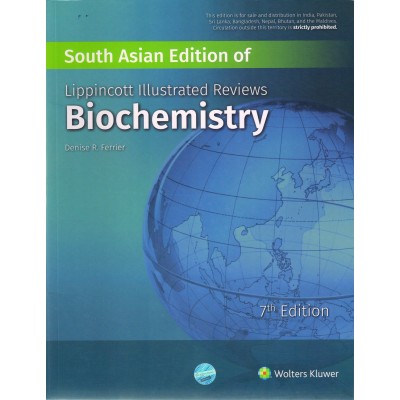 This edition is for sale and distribution in India, Pakistan,
Sri Lanka, Bangladesh, Nepal, Bhutan, and the Maldives.
Circulation outside this territory is strictly prohibited.
South Asian Edition of
Lippincott Illustrated Reviews
Biochemistry
Denise R. Ferrier
7th Edition
Wolters Kluwer